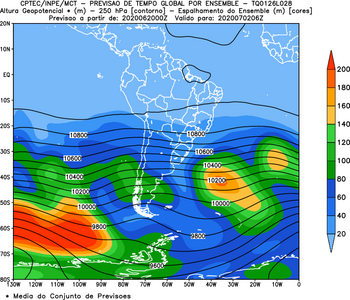 CPTEC/INPE/MCT - PREVISAO DE TEMPO GLOBAL POR ENSEMBLE - TQ0126L028
Altura Geopotencial * (m) - 250 hPa [contorno] - Espalhamento do Ensemble (m) [cores]
Previsao a partir de: 2020062000Z Valido para: 2020070206Z
20N
10N
EQ
10S
20S
30S
40S
50S
60S
70S
80S
130W 120W 110W 100W 90W 80W 70W 60W 50W 40W 30W 20W 10W 0
10800
10800
10600
10600
10400
10400
10200
10200
10000
10000
9800
9800
9600
200
180
160
140
120
100
80
60
40
20
* Media do Conjunto de Previsoes